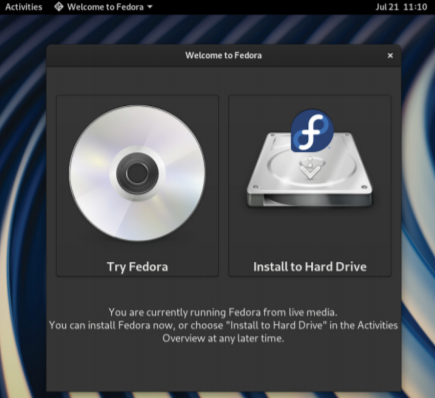 Activities Welcome to Fedora Jul 21 11:10
Welcome to Fedora
Try Fedora Install to Hard Drive
You are currently running Fedora from live media.
You can install Fedora now, or choose "Install to Hard Drive" in the Activities
Overview at any later time.